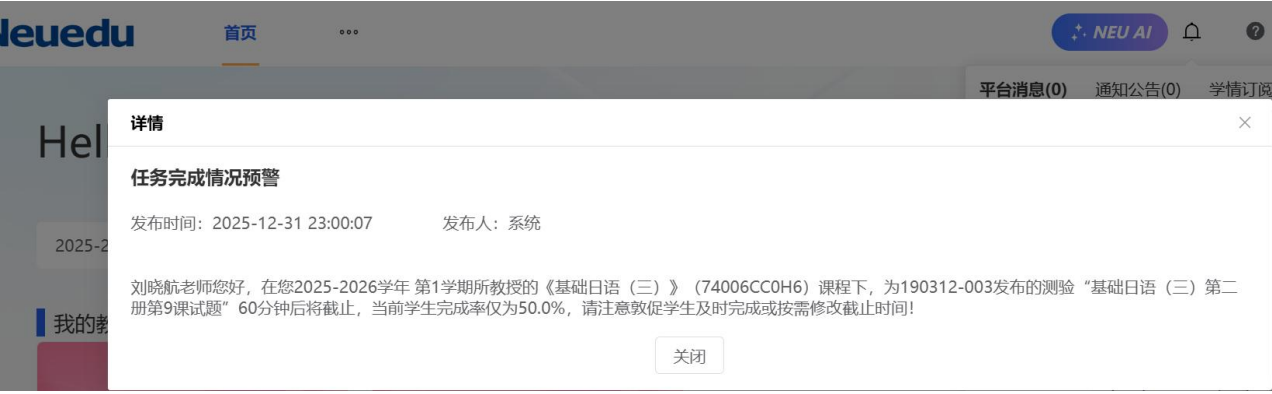 Neuedu 首页 NEU AI
平台消息(0) 通知公告(0) 学情订阅
Hel
详情
任务完成情况预警
发布时间：2025-12-31 23:00:07 发布人：系统
2025-2
刘晓航老师您好，在您2025-2026学年 第1学期所教授的《基础日语（三）》（74006CC0H6）课程下，为190312-003发布的测验“基础日语（三）第二
册第9课试题”60分钟后将截止，当前学生完成率仅为50.0%，请注意敦促学生及时完成或按需修改截止时间！
我的教
关闭